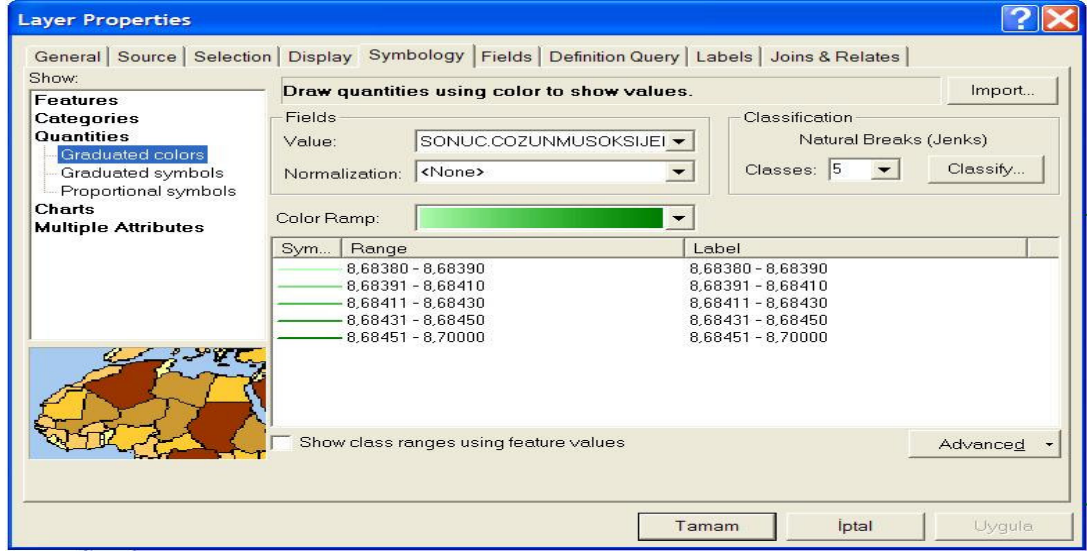 Layer Properties
General Source Selection Display Symbology Fields Definition Query Labels Joins & Relates
Show:
Features
Categories
Quantities
Graduated colors
Graduated symbols
Proportional symbols
Charts
Multiple Attributes
Draw quantities using color to show values.
Import...
Fields
Value: SONUC.COZUNMUSOKSIJEI
Normalization: <None>
Classification
Natural Breaks (Jenks)
Classes: 5 Classify...
Color Ramp:
Sym... Range Label
8,68380 - 8,68390 8,68380 - 8,68390
8,68391 - 8,68410 8,68391 - 8,68410
8,68411 - 8,68430 8,68411 - 8,68430
8,68431 - 8,68450 8,68431 - 8,68450
8,68451 - 8,70000 8,68451 - 8,70000
Show class ranges using feature values
Advanced
Tamam İptal Uygula